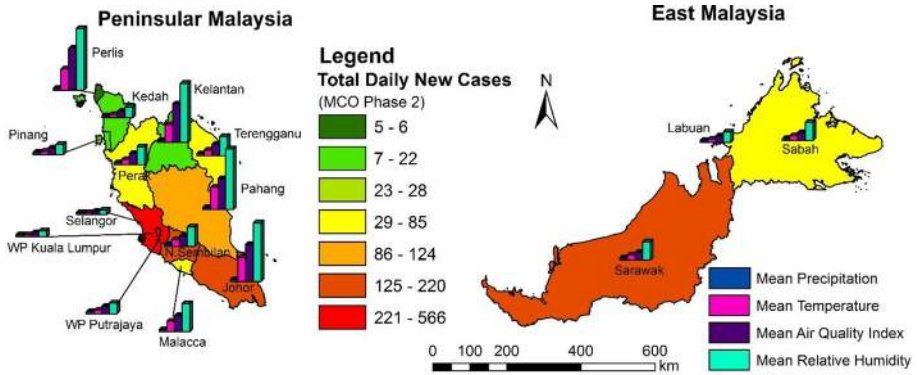 Peninsular Malaysia
East Malaysia
Perlis
Kedah
Kelantan
Pinang
Terengganu
Perak
Pahang
Selangor
WP Kuala Lumpur
N.Sembilan
Johor
WP Putrajaya
Malacca
Legend
Total Daily New Cases
(MCO Phase 2)
5 - 6
7 - 22
23 - 28
29 - 85
86 - 124
125 - 220
221 - 566
N
Labuan
Sabah
Sarawak
Mean Precipitation
Mean Temperature
Mean Air Quality Index
Mean Relative Humidity
0 100 200 400 600
km